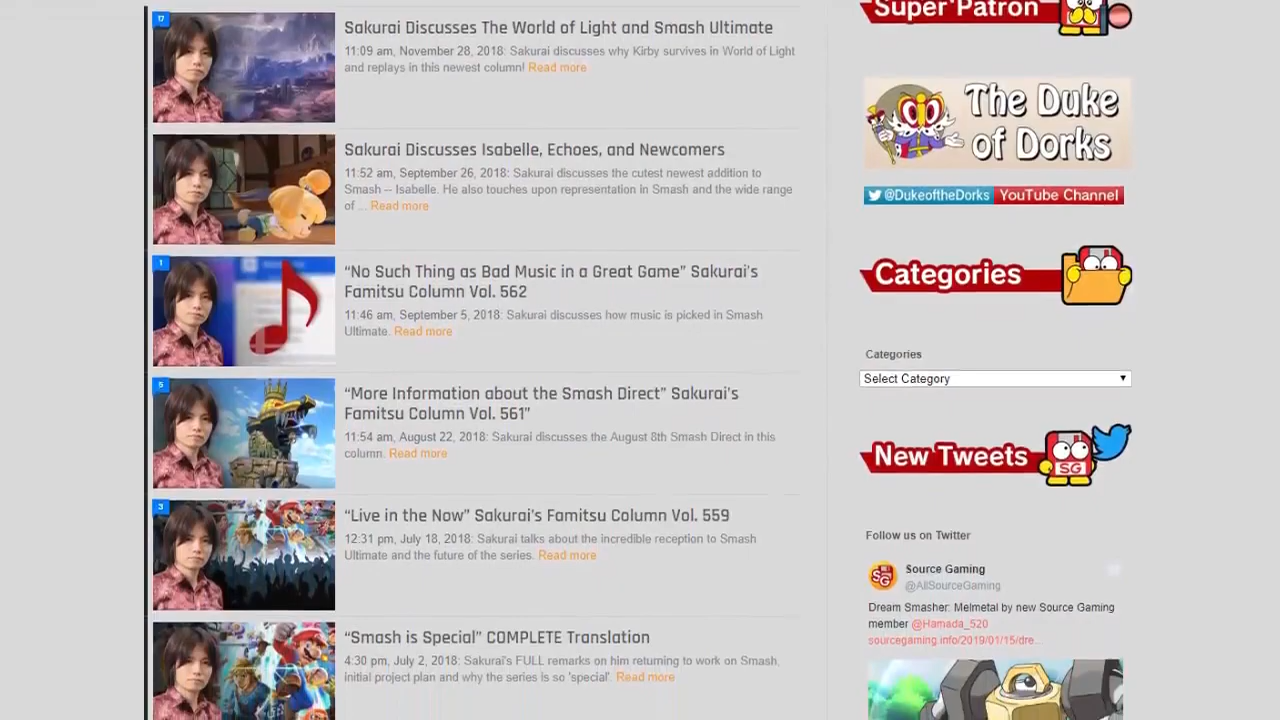 17
Sakurai Discusses The World of Light and Smash Ultimate
11:09 am, November 28, 2018: Sakurai discusses why Kirby survives in World of Light
and replays in this newest column! Read more
Sakurai Discusses Isabelle, Echoes, and Newcomers
11:52 am, September 26, 2018: Sakurai discusses the cutest newest addition to
Smash -- Isabelle. He also touches upon representation in Smash and the wide range
of ... Read more
1
“No Such Thing as Bad Music in a Great Game” Sakurai's
Famitsu Column Vol. 562
11:46 am, September 5, 2018: Sakurai discusses how music is picked in Smash
Ultimate. Read more
5
“More Information about the Smash Direct” Sakurai's
Famitsu Column Vol. 561”
11:54 am, August 22, 2018: Sakurai discusses the August 8th Smash Direct in this
column. Read more
3
“Live in the Now” Sakurai's Famitsu Column Vol. 559
12:31 pm, July 18, 2018: Sakurai talks about the incredible reception to Smash
Ultimate and the future of the series. Read more
“Smash is Special” COMPLETE Translation
4:30 pm, July 2, 2018: Sakurai's FULL remarks on him returning to work on Smash,
initial project plan and why the series is so 'special'. Read more
Super Patron
The Duke
of Dorks
@DukeoftheDorks YouTube Channel
Categories
Categories
Select Category
New Tweets
SG
Follow us on Twitter
SG
Source Gaming
@AllSourceGaming
Dream Smasher: Melmetal by new Source Gaming
member @Hamada_520
sourcegaming.info/2019/01/15/dre...